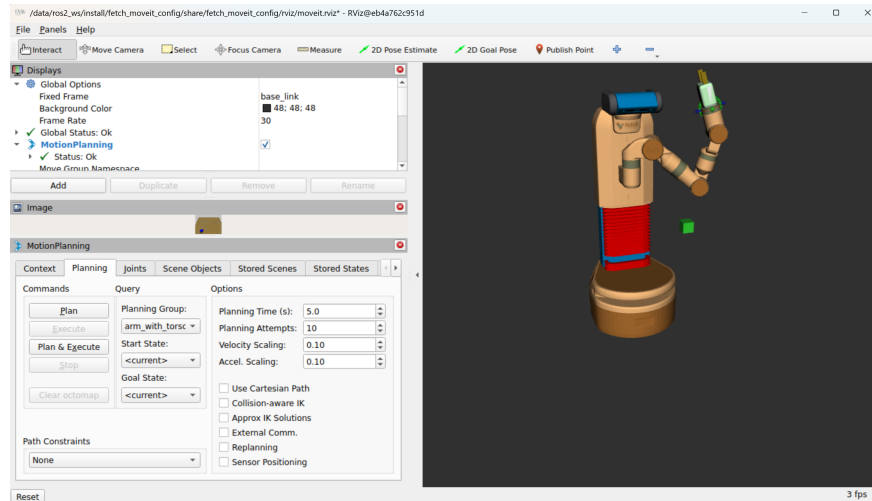 /data/ros2_ws/install/fetch_moveit_config/share/fetch_moveit_config/rviz/moveit.rviz* - RViz@eb4a762c951d
File Panels Help
Interact Move Camera Select Focus Camera Measure 2D Pose Estimate 2D Goal Pose Publish Point
Displays
Global Options
Fixed Frame base_link
Background Color 48; 48; 48
Frame Rate 30
Global Status: Ok
MotionPlanning
Status: Ok
Move Group Namespace
Add Duplicate Remove Rename
Image
MotionPlanning
Context Planning Joints Scene Objects Stored Scenes Stored States
Commands Query Options
Plan
Execute
Plan & Execute
Stop
Clear octomap
Planning Group:
arm_with_torsc
Start State:
<current>
Goal State:
<current>
Planning Time (s): 5.0
Planning Attempts: 10
Velocity Scaling: 0.10
Accel. Scaling: 0.10
Use Cartesian Path
Collision-aware IK
Approx IK Solutions
External Comm.
Replanning
Sensor Positioning
Path Constraints
None
Reset
3 fps